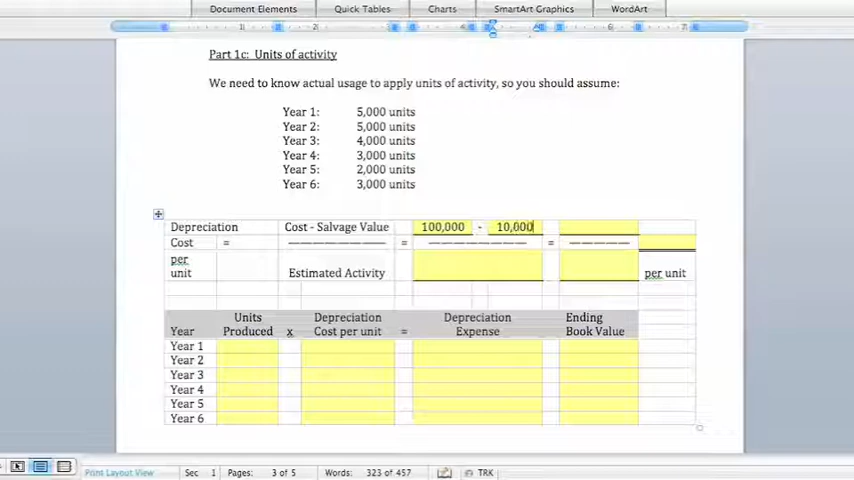 Document Elements Quick Tables Charts SmartArt Graphics WordArt
Part 1c: Units of activity
We need to know actual usage to apply units of activity, so you should assume:
Year 1: 5,000 units
Year 2: 5,000 units
Year 3: 4,000 units
Year 4: 3,000 units
Year 5: 2,000 units
Year 6: 3,000 units
Depreciation Cost - Salvage Value 100,000 - 10,000
Cost = ——————— = ——————— = ————
per
unit Estimated Activity per unit
Units Depreciation Depreciation Ending
Year Produced x Cost per unit = Expense Book Value
Year 1
Year 2
Year 3
Year 4
Year 5
Year 6
Print Layout View Sec 1 Pages: 3 of 5 Words: 323 of 457 TRK